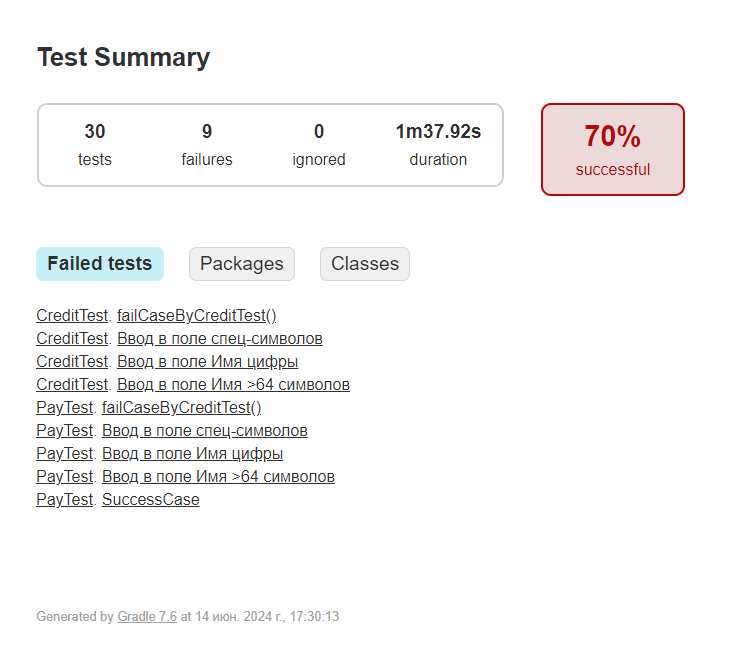 Test Summary
30 9 0 1m37.92s
tests failures ignored duration
70%
successful
Failed tests Packages Classes
CreditTest. failCaseByCreditTest()
CreditTest. Ввод в поле спец-символов
CreditTest. Ввод в поле Имя цифры
CreditTest. Ввод в поле Имя >64 символов
PayTest. failCaseByCreditTest()
PayTest. Ввод в поле спец-символов
PayTest. Ввод в поле Имя цифры
PayTest. Ввод в поле Имя >64 символов
PayTest. SuccessCase
Generated by Gradle 7.6 at 14 июн. 2024 г., 17:30:13